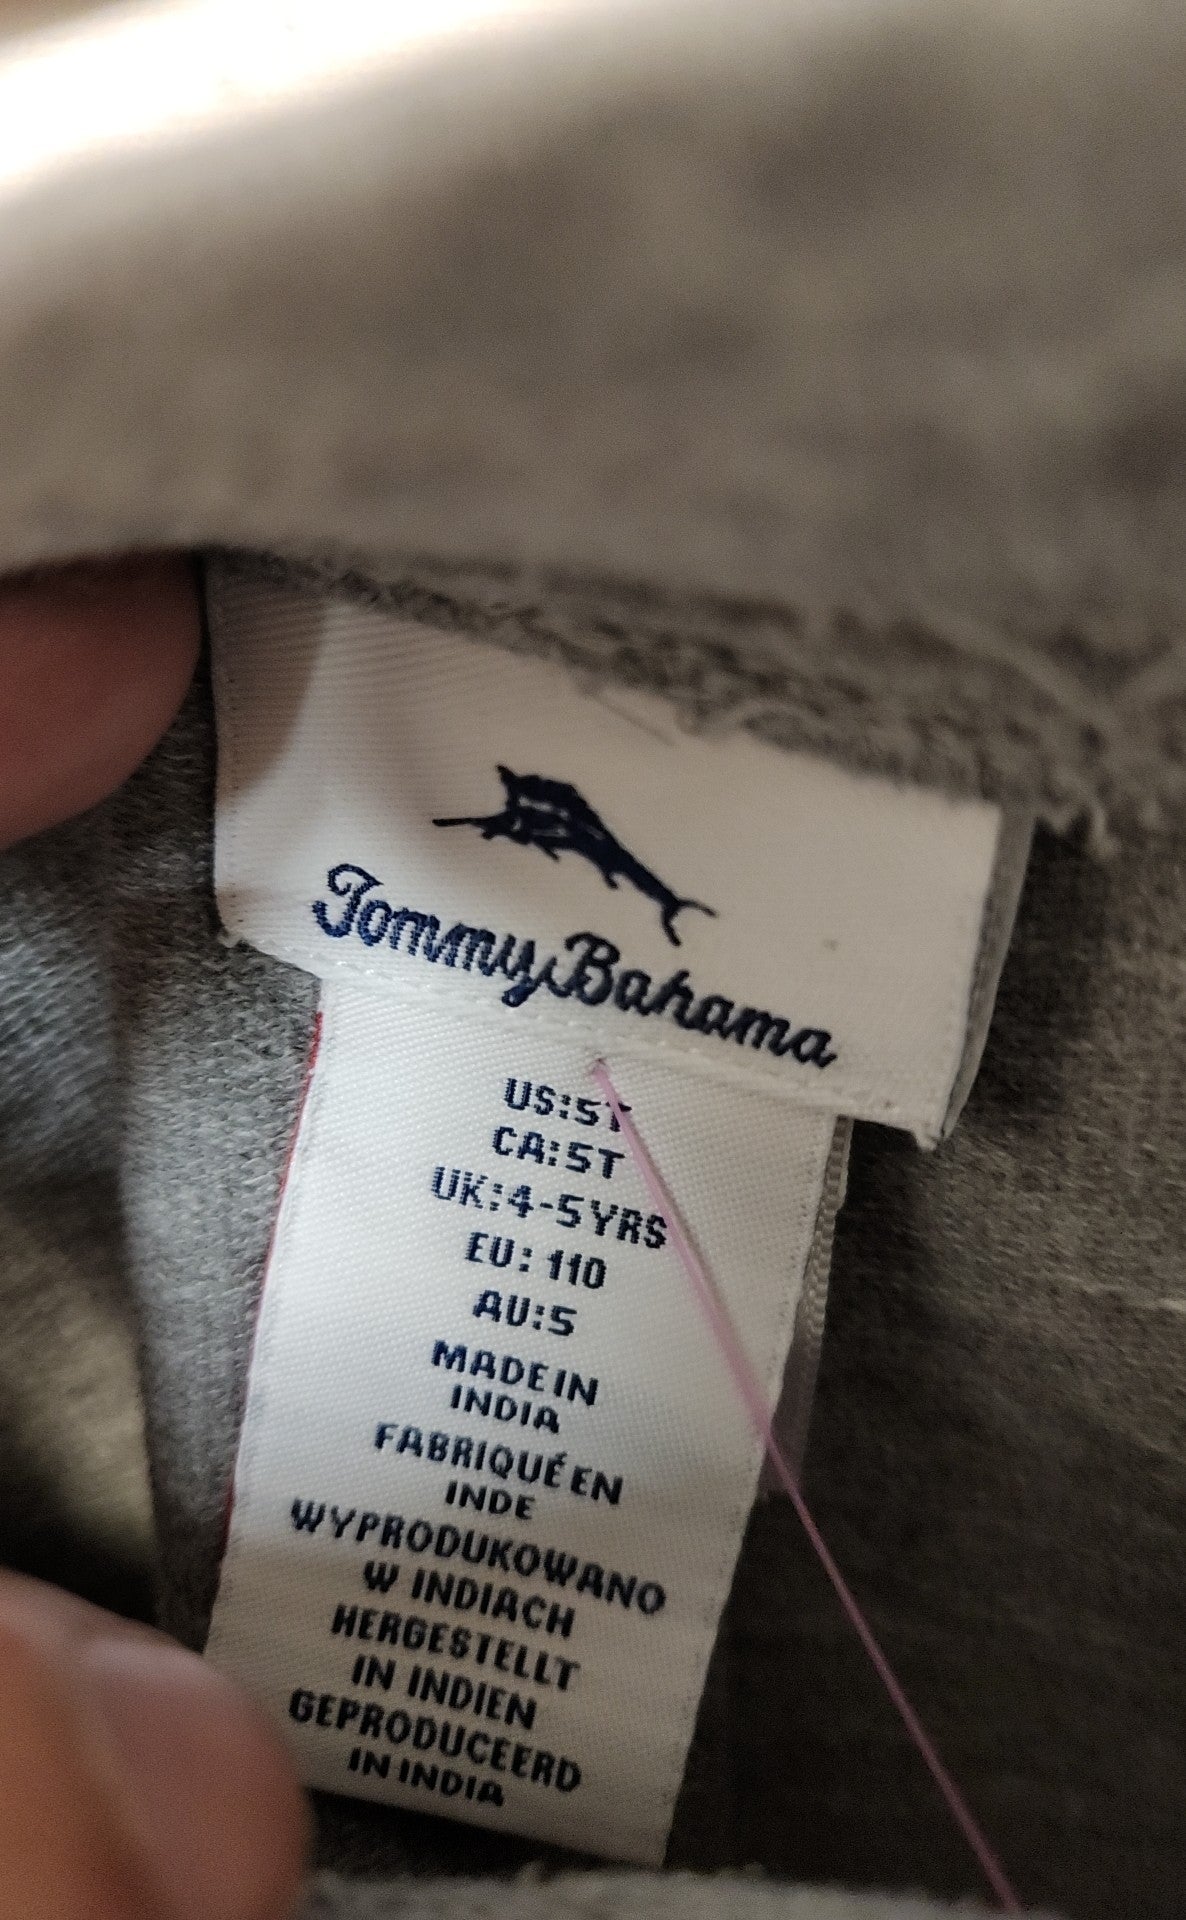 Tommy Bahama
US:5T
CA:5T
UK:4-5YRS
EU: 110
AU:5
MADE IN
INDIA
FABRIQUÉ EN
INDE
WYPRODUKOWANO
W INDIACH
HERGESTELLT
IN INDIEN
GEPRODUCEERD
IN INDIA